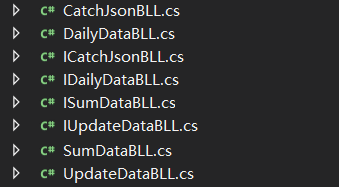 C# CatchJsonBLL.cs
C# DailyDataBLL.cs
C# ICatchJsonBLL.cs
C# IDailyDataBLL.cs
C# ISumDataBLL.cs
C# IUpdateDataBLL.cs
C# SumDataBLL.cs
C# UpdateDataBLL.cs